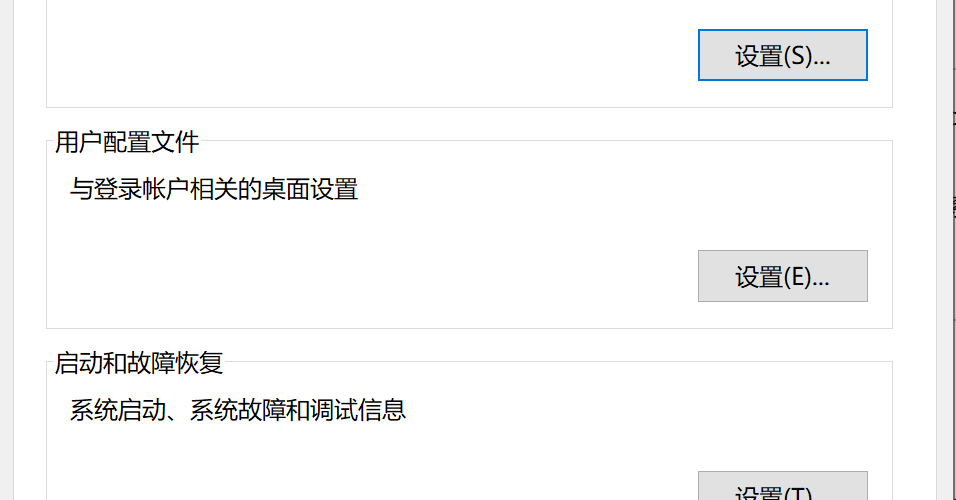 设置(S)...
用户配置文件
与登录帐户相关的桌面设置
设置(E)...
启动和故障恢复
系统启动、系统故障和调试信息
设置(T)...